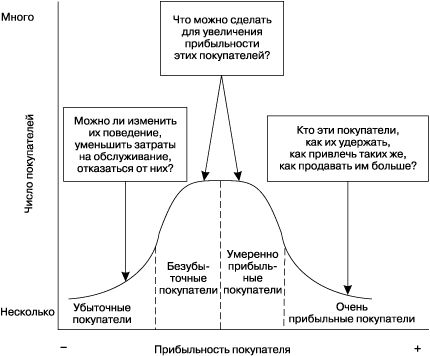 Много
Что можно сделать
для увеличения
прибыльности
этих покупателей?
Можно ли изменить
их поведение,
уменьшить затраты
на обслуживание,
отказаться от них?
Кто эти покупатели,
как их удержать,
как привлечь таких же,
как продавать им больше?
Число покупателей
Безубы-
точные
покупатели
Умеренно
прибыль-
ные
покупатели
Несколько
Убыточные
покупатели
Очень
прибыльные покупатели
–
Прибыльность покупателя
+